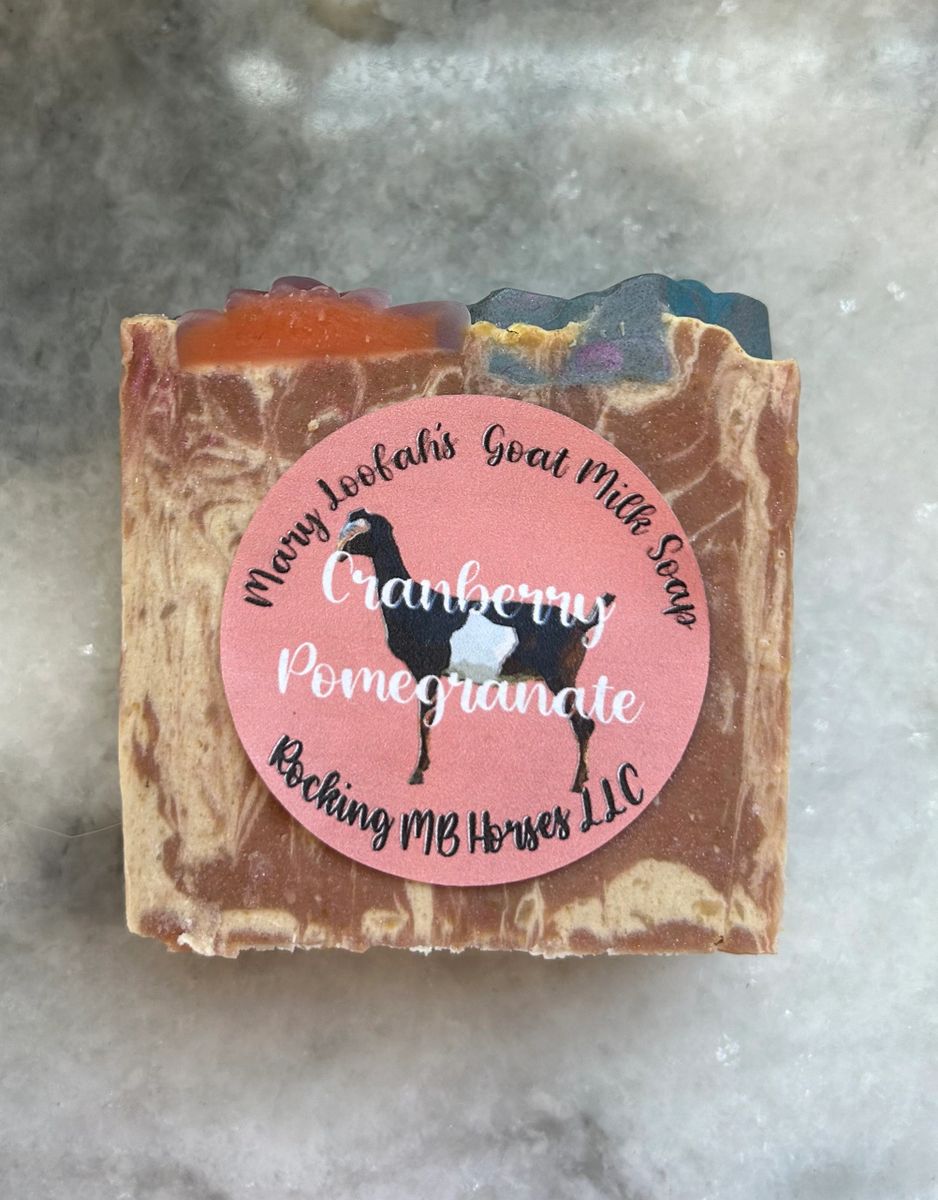 Mary Loofah's Goat Milk Soap
Cranberry
Pomegranate
Rocking MB Horses LLC